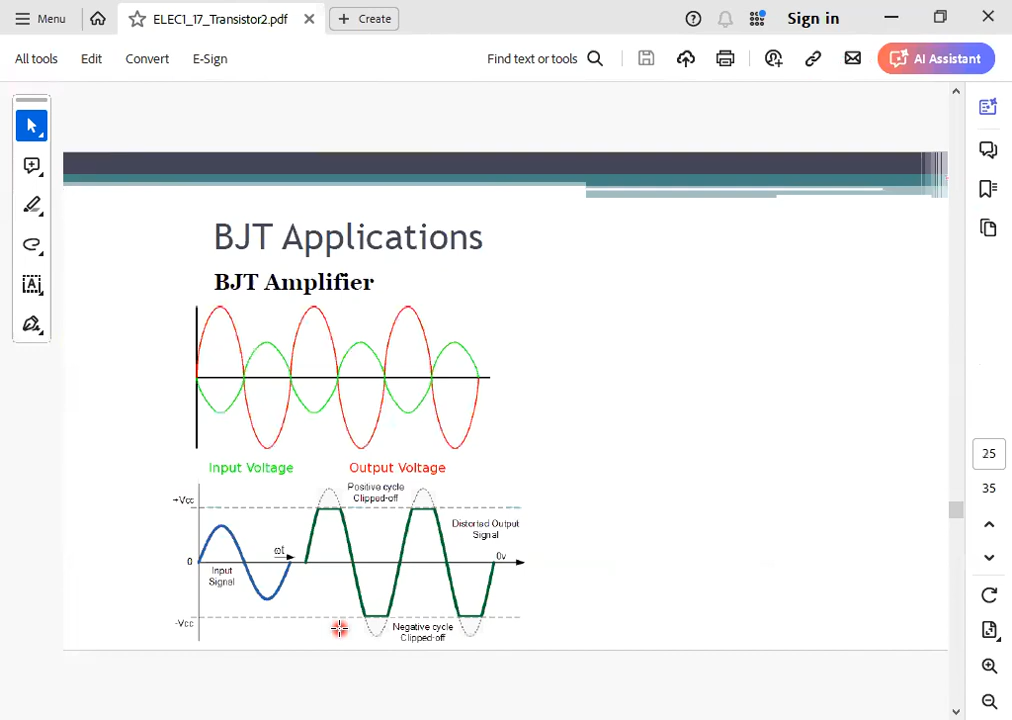 Menu
ELEC1_17_Transistor2.pdf
Create
Sign in
All tools
Edit
Convert
E-Sign
Find text or tools
AI Assistant
BJT Applications
BJT Amplifier
Input Voltage
Output Voltage
Positive cycle
Clipped-off
+Vcc
Distorted Output
Signal
ωt
0v
0
Input
Signal
-Vcc
Negative cycle
Clipped-off
25
35